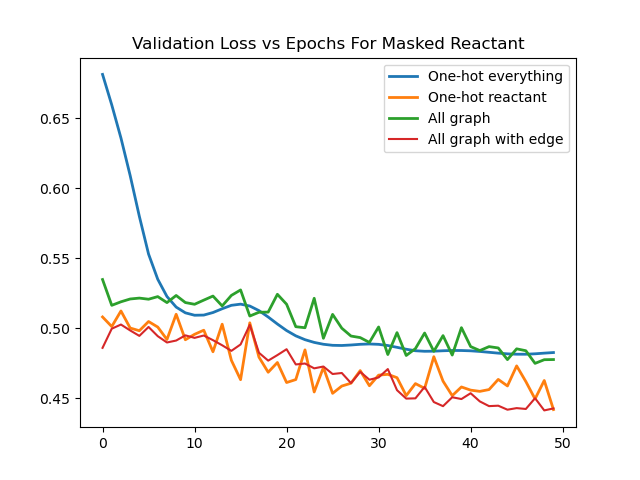 Validation Loss vs Epochs For Masked Reactant
One-hot everything
One-hot reactant
All graph
All graph with edge
0.65
0.60
0.55
0.50
0.45
0 10 20 30 40 50